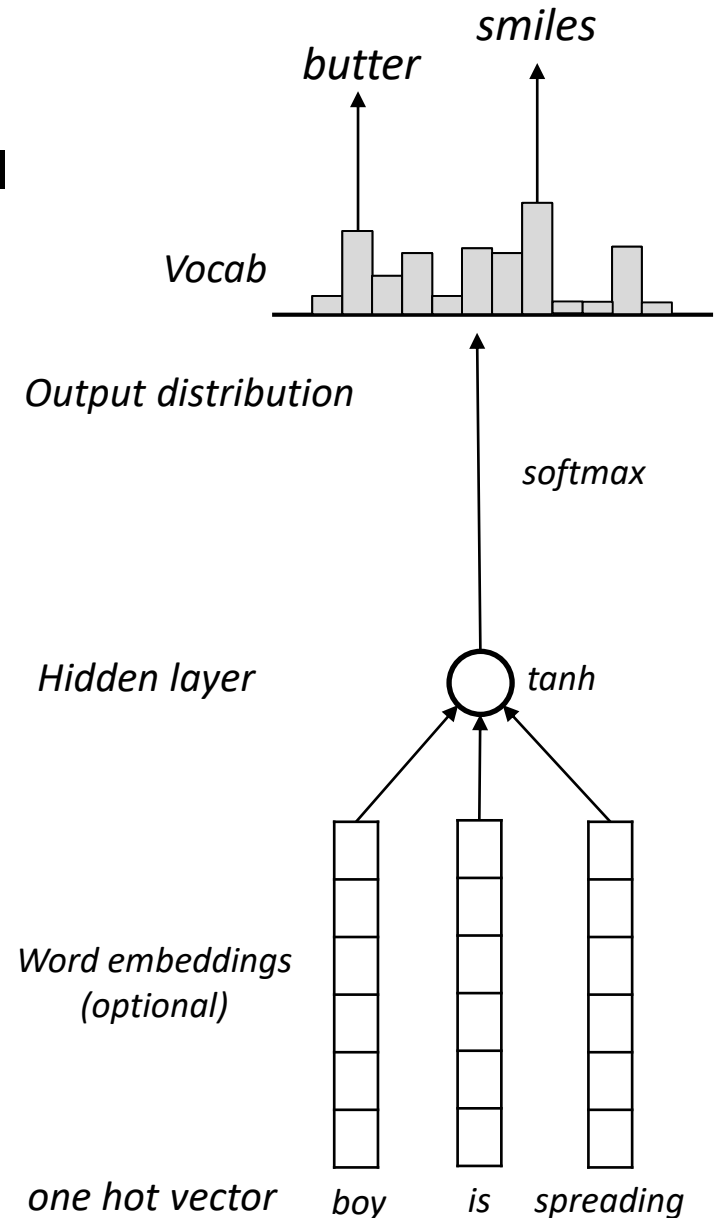 smiles
butter
Vocab
Output distribution
softmax
Hidden layer
tanh
Word embeddings
(optional)
one hot vector boy is spreading